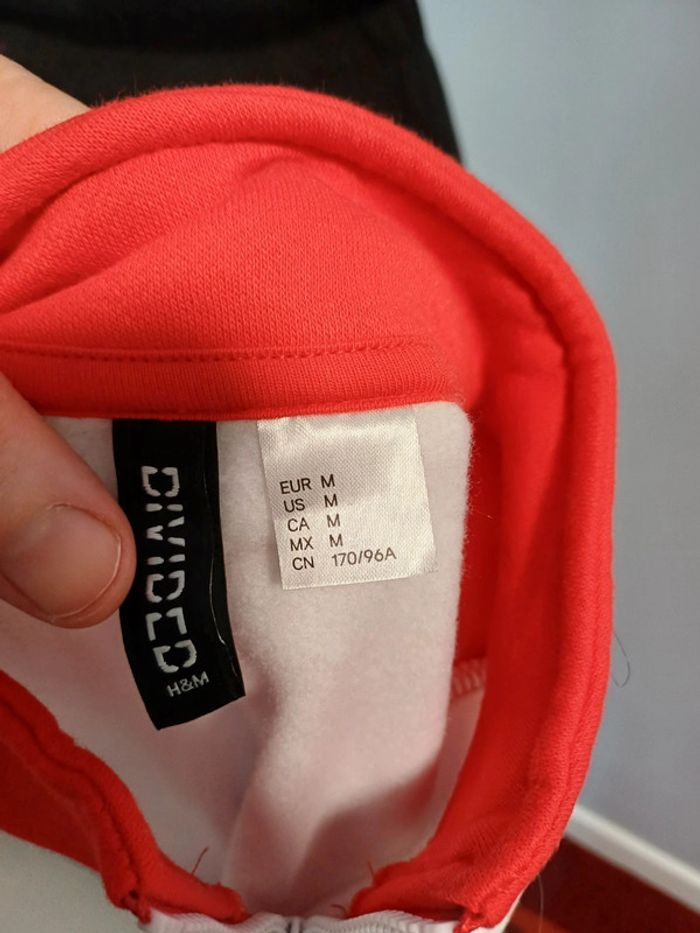 DIVIDED
H&M
EUR M
US M
CA M
MX M
CN 170/96A